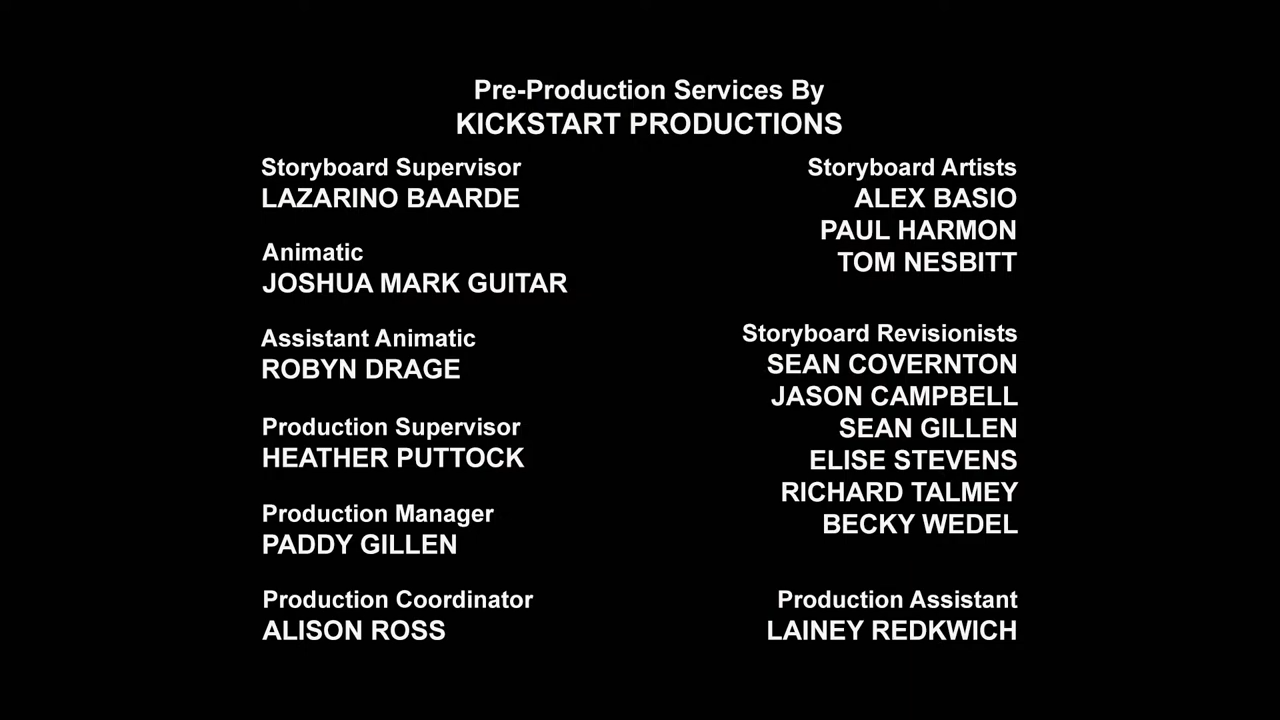 Pre-Production Services By
KICKSTART PRODUCTIONS
Storyboard Supervisor
LAZARINO BAARDE
Animatic
JOSHUA MARK GUITAR
Assistant Animatic
ROBYN DRAGE
Production Supervisor
HEATHER PUTTOCK
Production Manager
PADDY GILLEN
Production Coordinator
ALISON ROSS
Storyboard Artists
ALEX BASIO
PAUL HARMON
TOM NESBITT
Storyboard Revisionists
SEAN COVERNTON
JASON CAMPBELL
SEAN GILLEN
ELISE STEVENS
RICHARD TALMEY
BECKY WEDEL
Production Assistant
LAINEY REDKWICH